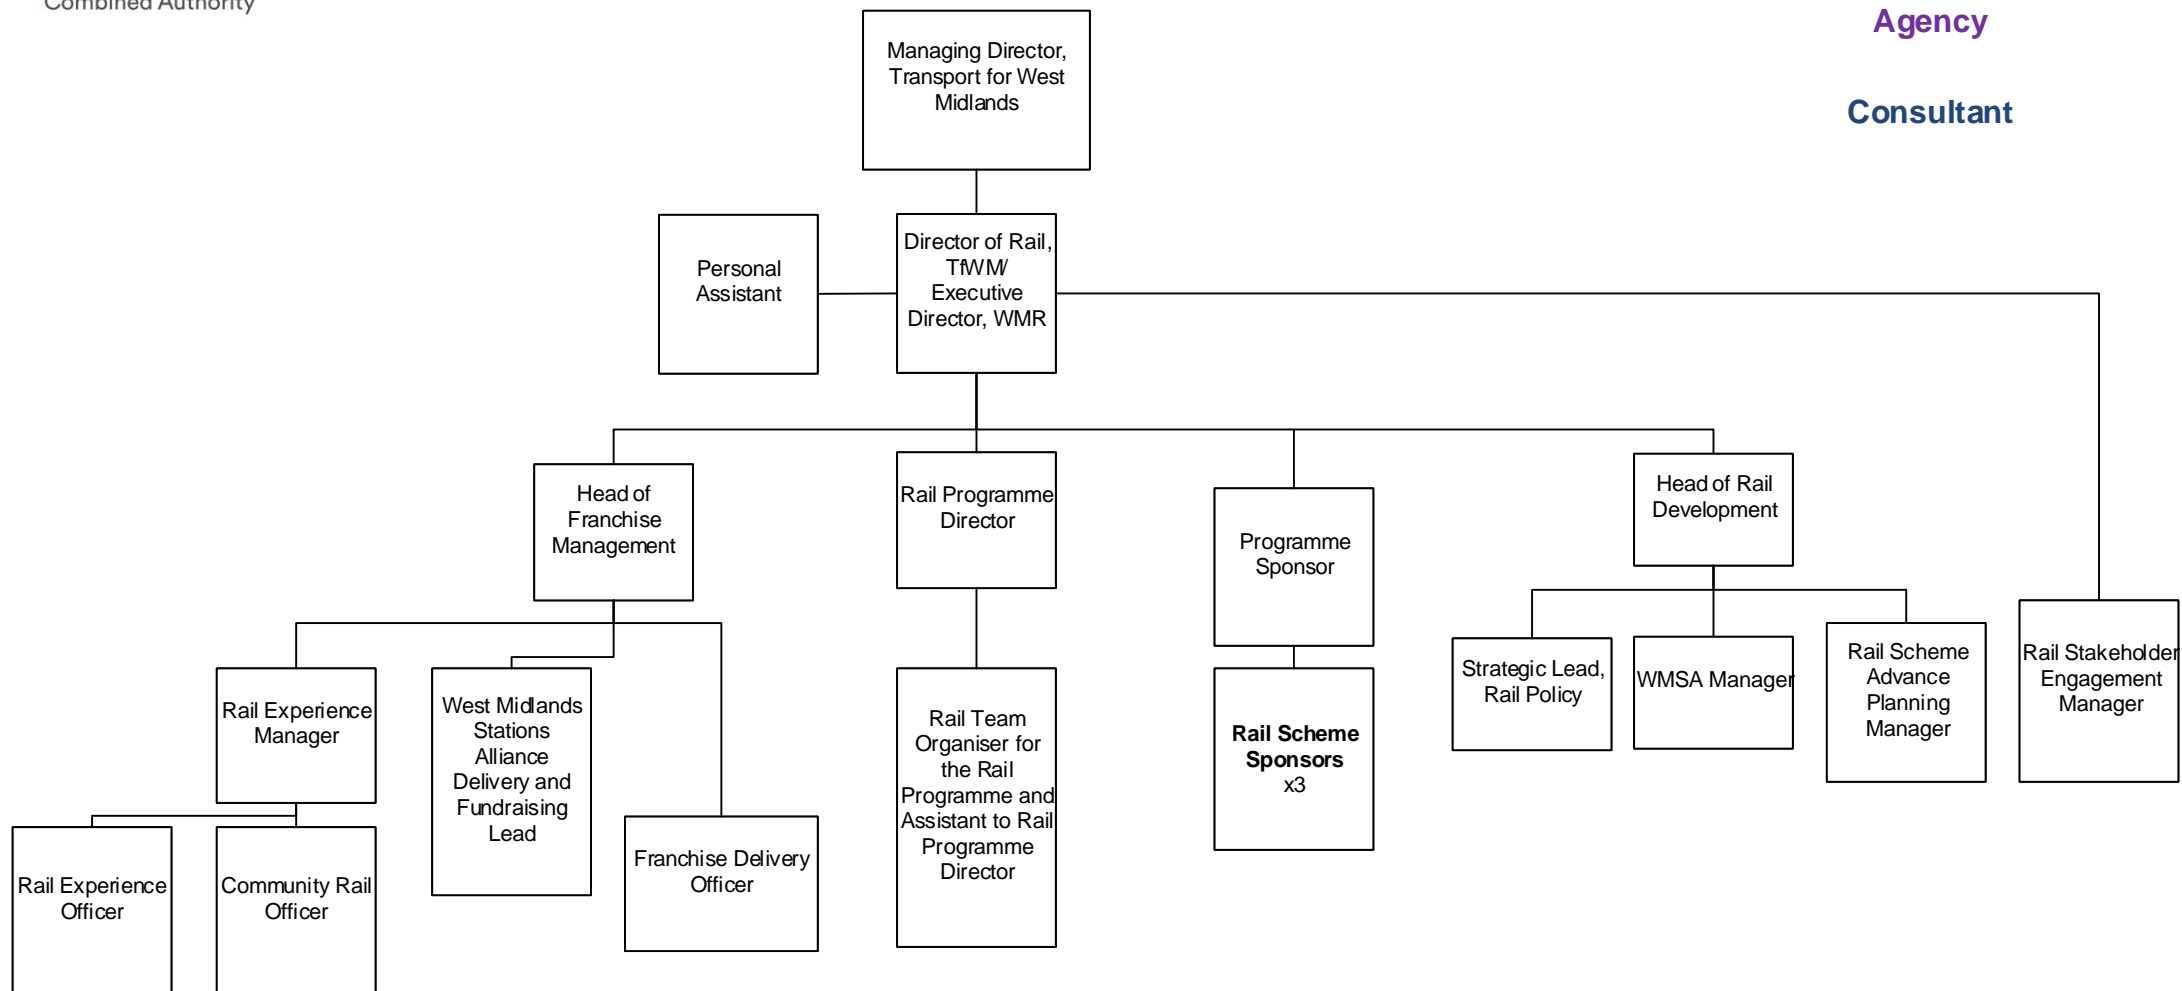 Combined Authority
Agency
Consultant
Managing Director,
Transport for West
Midlands
Personal
Assistant
Director of Rail,
TfWM/
Executive
Director, WMR
Head of
Franchise
Management
Rail Programme
Director
Programme
Sponsor
Head of Rail
Development
Rail Experience
Manager
West Midlands
Stations
Alliance
Delivery and
Fundraising
Lead
Franchise Delivery
Officer
Rail Team
Organiser for
the Rail
Programme and
Assistant to Rail
Programme
Director
Rail Scheme
Sponsors
x3
Strategic Lead,
Rail Policy
WMSA Manager
Rail Scheme
Advance
Planning
Manager
Rail Stakeholder
Engagement
Manager
Rail Experience
Officer
Community Rail
Officer